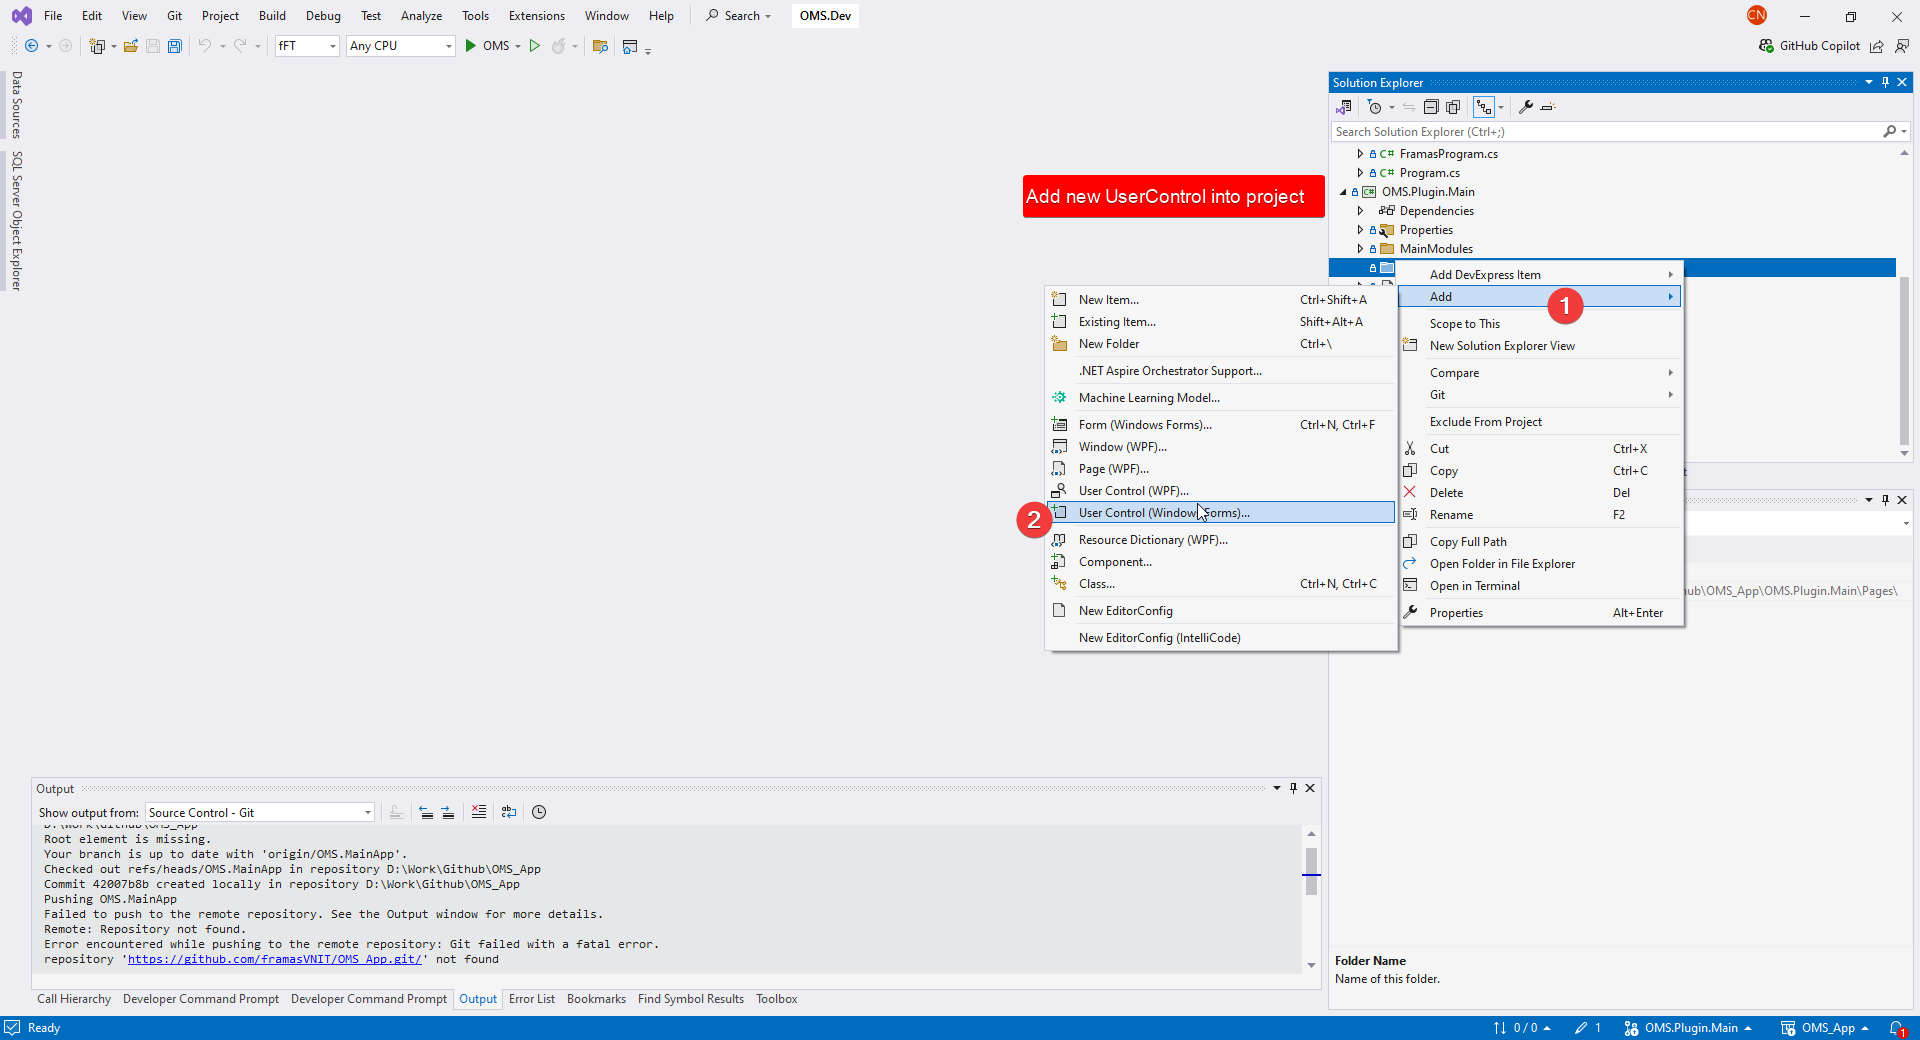 File Edit View Git Project Build Debug Test Analyze Tools Extensions Window Help Search OMS.Dev CN
fFT Any CPU OMS GitHub Copilot
Data Sources
SQL Server Object Explorer
Solution Explorer
Search Solution Explorer (Ctrl+;)
C# FramasProgram.cs
C# Program.cs
C# OMS.Plugin.Main
Dependencies
Properties
MainModules
Add new UserControl into project
Add DevExpress Item
Add
1
Scope to This
New Solution Explorer View
Compare
Git
Exclude From Project
Cut Ctrl+X
Copy Ctrl+C
Delete Del
Rename F2
Copy Full Path
Open Folder in File Explorer
Open in Terminal
Properties Alt+Enter
New Item... Ctrl+Shift+A
Existing Item... Shift+Alt+A
New Folder Ctrl+\
.NET Aspire Orchestrator Support...
Machine Learning Model...
Form (Windows Forms)... Ctrl+N, Ctrl+F
Window (WPF)...
Page (WPF)...
User Control (WPF)...
2
User Control (Windows Forms)...
Resource Dictionary (WPF)...
Component...
Class... Ctrl+N, Ctrl+C
New EditorConfig
New EditorConfig (IntelliCode)
ub\OMS_App\OMS.Plugin.Main\Pages\
Folder Name
Name of this folder.
Output
Show output from: Source Control - Git
D:\Work\Github\OMS_App
Root element is missing.
Your branch is up to date with 'origin/OMS.MainApp'.
Checked out refs/heads/OMS.MainApp in repository D:\Work\Github\OMS_App
Commit 42007b8b created locally in repository D:\Work\Github\OMS_App
Pushing OMS.MainApp
Failed to push to the remote repository. See the Output window for more details.
Remote: Repository not found.
Error encountered while pushing to the remote repository: Git failed with a fatal error.
repository 'https://github.com/framasVNIT/OMS_App.git/' not found
Call Hierarchy Developer Command Prompt Developer Command Prompt Output Error List Bookmarks Find Symbol Results Toolbox
Ready 0 / 0 1 OMS.Plugin.Main OMS_App 1